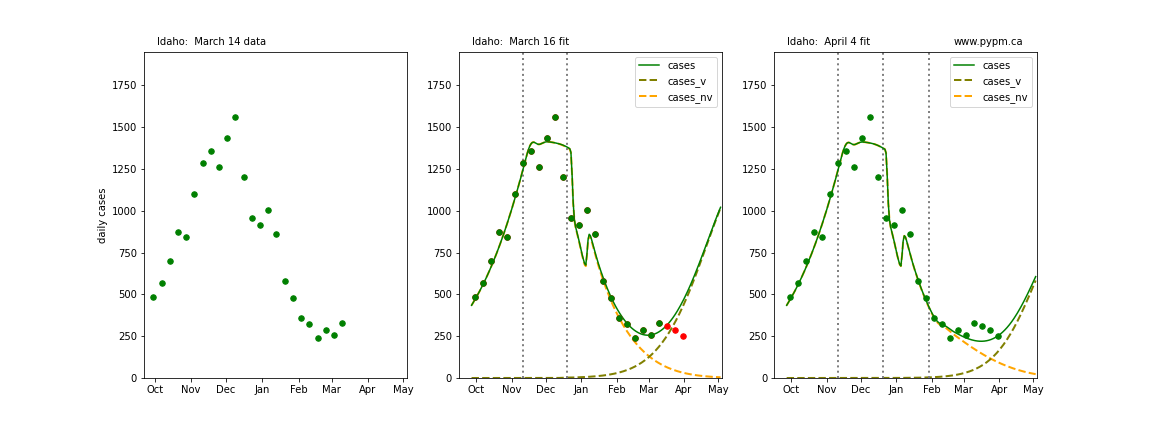 Idaho:  March 14 data
daily cases
1750
1500
1250
1000
750
500
250
0
Oct Nov Dec Jan Feb Mar Apr May
Idaho:  March 16 fit
cases
cases_v
cases_nv
1750
1500
1250
1000
750
500
250
0
Oct Nov Dec Jan Feb Mar Apr May
Idaho:  April 4 fit
www.pypm.ca
cases
cases_v
cases_nv
1750
1500
1250
1000
750
500
250
0
Oct Nov Dec Jan Feb Mar Apr May